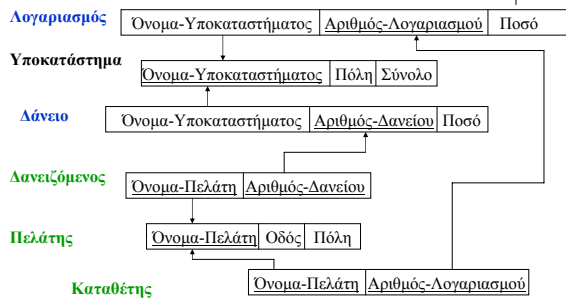 Λογαριασμός Όνομα-Υποκαταστήματος Αριθμός-Λογαριασμού Ποσό
Υποκατάστημα Όνομα-Υποκαταστήματος Πόλη Σύνολο
Δάνειο Όνομα-Υποκαταστήματος Αριθμός-Δανείου Ποσό
Δανειζόμενος Όνομα-Πελάτη Αριθμός-Δανείου
Πελάτης Όνομα-Πελάτη Οδός Πόλη
Καταθέτης Όνομα-Πελάτη Αριθμός-Λογαριασμού